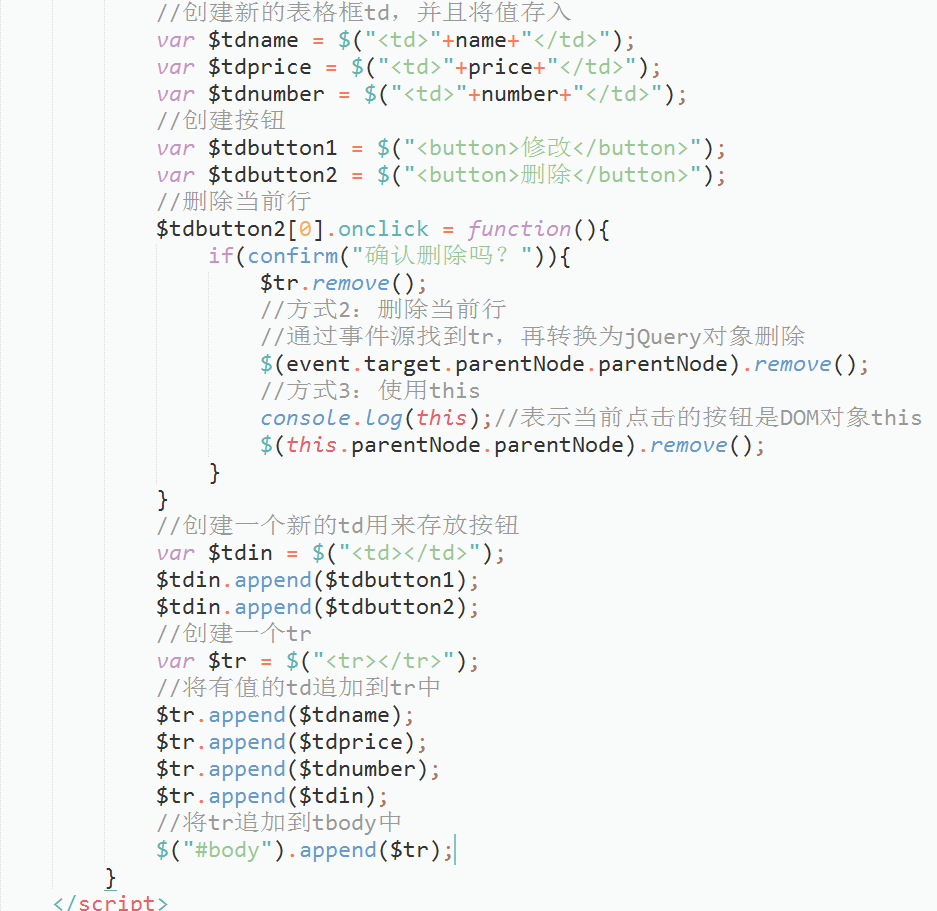 //创建新的表格框td，并且将值存入
var $tdname = $("<td>"+name+"</td>");
var $tdprice = $("<td>"+price+"</td>");
var $tdnumber = $("<td>"+number+"</td>");
//创建按钮
var $tdbutton1 = $("<button>修改</button>");
var $tdbutton2 = $("<button>删除</button>");
//删除当前行
$tdbutton2[0].onclick = function(){
if(confirm("确认删除吗？")){
$tr.remove();
//方式2：删除当前行
//通过事件源找到tr，再转换为jQuery对象删除
$(event.target.parentNode.parentNode).remove();
//方式3：使用this
console.log(this);//表示当前点击的按钮是DOM对象this
$(this.parentNode.parentNode).remove();
}
}
//创建一个新的td用来存放按钮
var $tdin = $("<td></td>");
$tdin.append($tdbutton1);
$tdin.append($tdbutton2);
//创建一个tr
var $tr = $("<tr></tr>");
//将有值的td追加到tr中
$tr.append($tdname);
$tr.append($tdprice);
$tr.append($tdnumber);
$tr.append($tdin);
//将tr追加到tbody中
$("#body").append($tr);
}
</script>